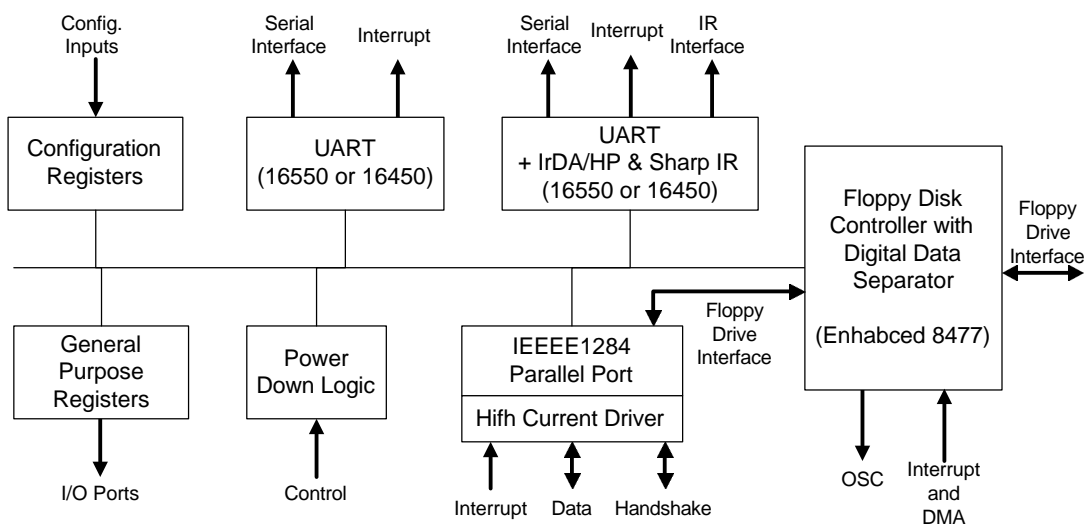 Config.
Inputs
Serial
Interface
Interrupt
Serial
Interface
Interrupt
IR
Interface
Configuration
Registers
UART
(16550 or 16450)
UART
+ IrDA/HP & Sharp IR
(16550 or 16450)
Floppy Disk
Controller with
Digital Data
Separator
(Enhabced 8477)
Floppy
Drive
Interface
General
Purpose
Registers
Power
Down Logic
IEEEE1284
Parallel Port
Hifh Current Driver
Floppy
Drive
Interface
I/O Ports
Control
Interrupt
Data
Handshake
OSC
Interrupt
and
DMA